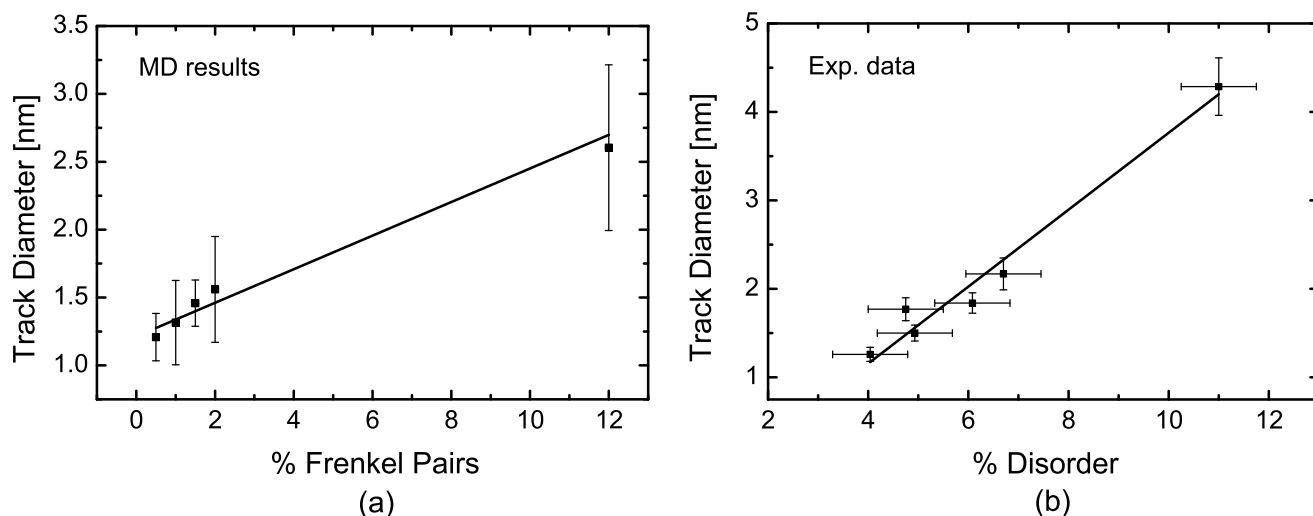 MD results
3.5
3.0
2.5
2.0
1.5
1.0
Track Diameter [nm]
0 2 4 6 8 10 12
% Frenkel Pairs
(a)
Exp. data
5
4
3
2
1
Track Diameter [nm]
2 4 6 8 10 12
% Disorder
(b)